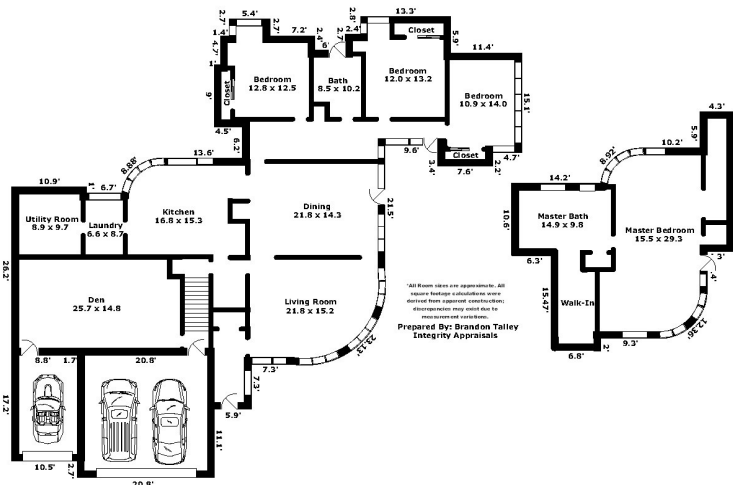 5.4'
2.7'
2.7'
1.4'
7.2'
2.4'
6'
2.7'
2.4'
2.8'
13.3'
Closet
5.9'
11.4'
4.7'
1'
9'
Closet
4.5'
6.2'
Bedroom
12.8 x 12.5
Bath
8.5 x 10.2
Bedroom
12.0 x 13.2
Bedroom
10.9 x 14.0
15.1'
4.7'
Closet
7.6'
2.2'
3.4'
9.6'
13.6'
8.88'
10.9'
1'
6.7'
Utility Room
8.9 x 9.7
Laundry
6.6 x 8.7
Kitchen
16.8 x 15.3
Dining
21.8 x 14.3
21.5'
26.2'
Den
25.7 x 14.8
Living Room
21.8 x 15.2
23.13'
7.3'
7.3'
5.9'
8.8'
1.7'
20.8'
17.2'
10.5'
2.7'
11.1'
20.8'
4.3'
5.9'
10.2'
8.92'
14.2'
10.6'
Master Bath
14.9 x 9.8
Master Bedroom
15.5 x 29.3
6.3'
3'
4'
15.47'
Walk-In
12.36'
9.3'
2'
6.8'
*All Room sizes are approximate. All
square footage calculations were
derived from apparent construction;
discrepancies may exist due to
measurement variations.
Prepared By: Brandon Talley
Integrity Appraisals